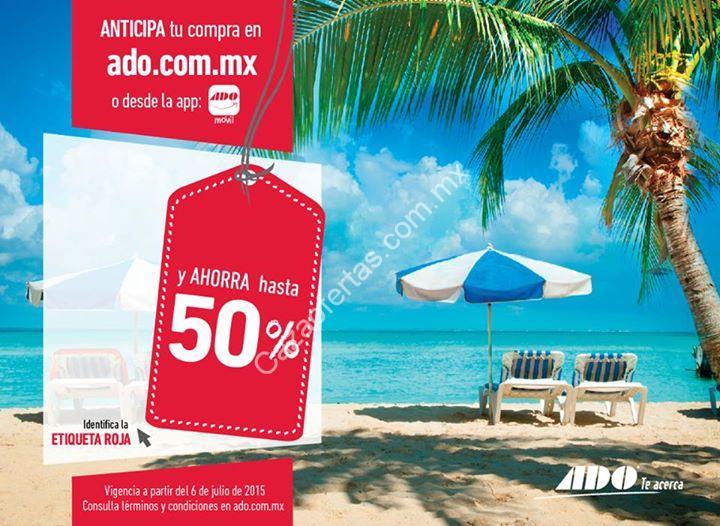 ANTICIPA tu compra en
ado.com.mx
o desde la app: ADO
movil
y AHORRA hasta
50%
Cazaofertas.com.mx
Identifica la
ETIQUETA ROJA
Vigencia a partir del 6 de julio de 2015
Consulta términos y condiciones en ado.com.mx
ADO Te acerca